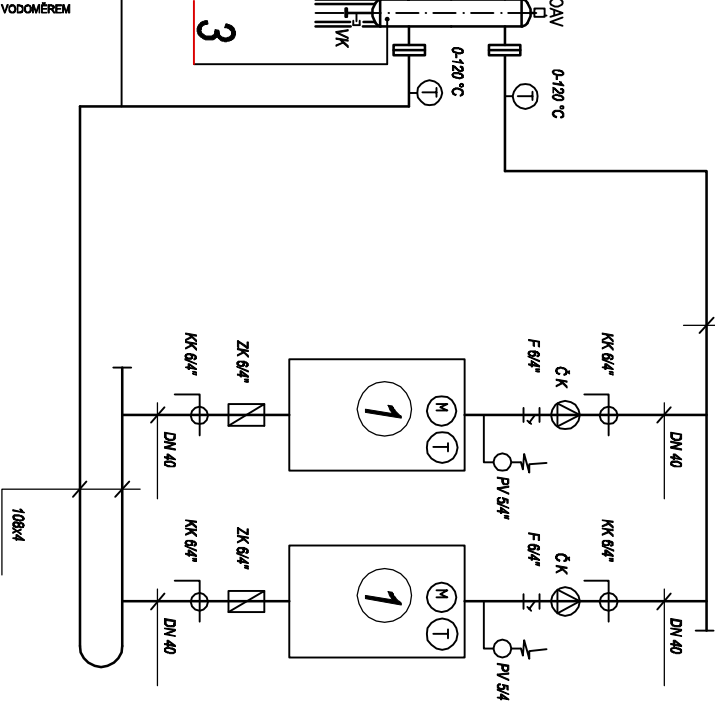 VODOMĚREM
3
VK
OAV
0-120 °C
T
0-120 °C
T
KK 6/4"
ZK 6/4"
DN 40
1
M
T
F 6/4"
Č K
KK 6/4"
PV 5/4"
DN 40
108x4
KK 6/4"
ZK 6/4"
DN 40
1
M
T
F 6/4"
Č K
KK 6/4"
PV 5/4
DN 40